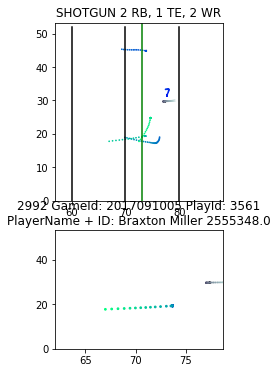 SHOTGUN 2 RB, 1 TE, 2 WR
50
40
30
20
10
0
60 70 80
2992 GameId: 2017091005 PlayId: 3561
PlayerName + ID: Braxton Miller 2555348.0
40
20
0
65 70 75